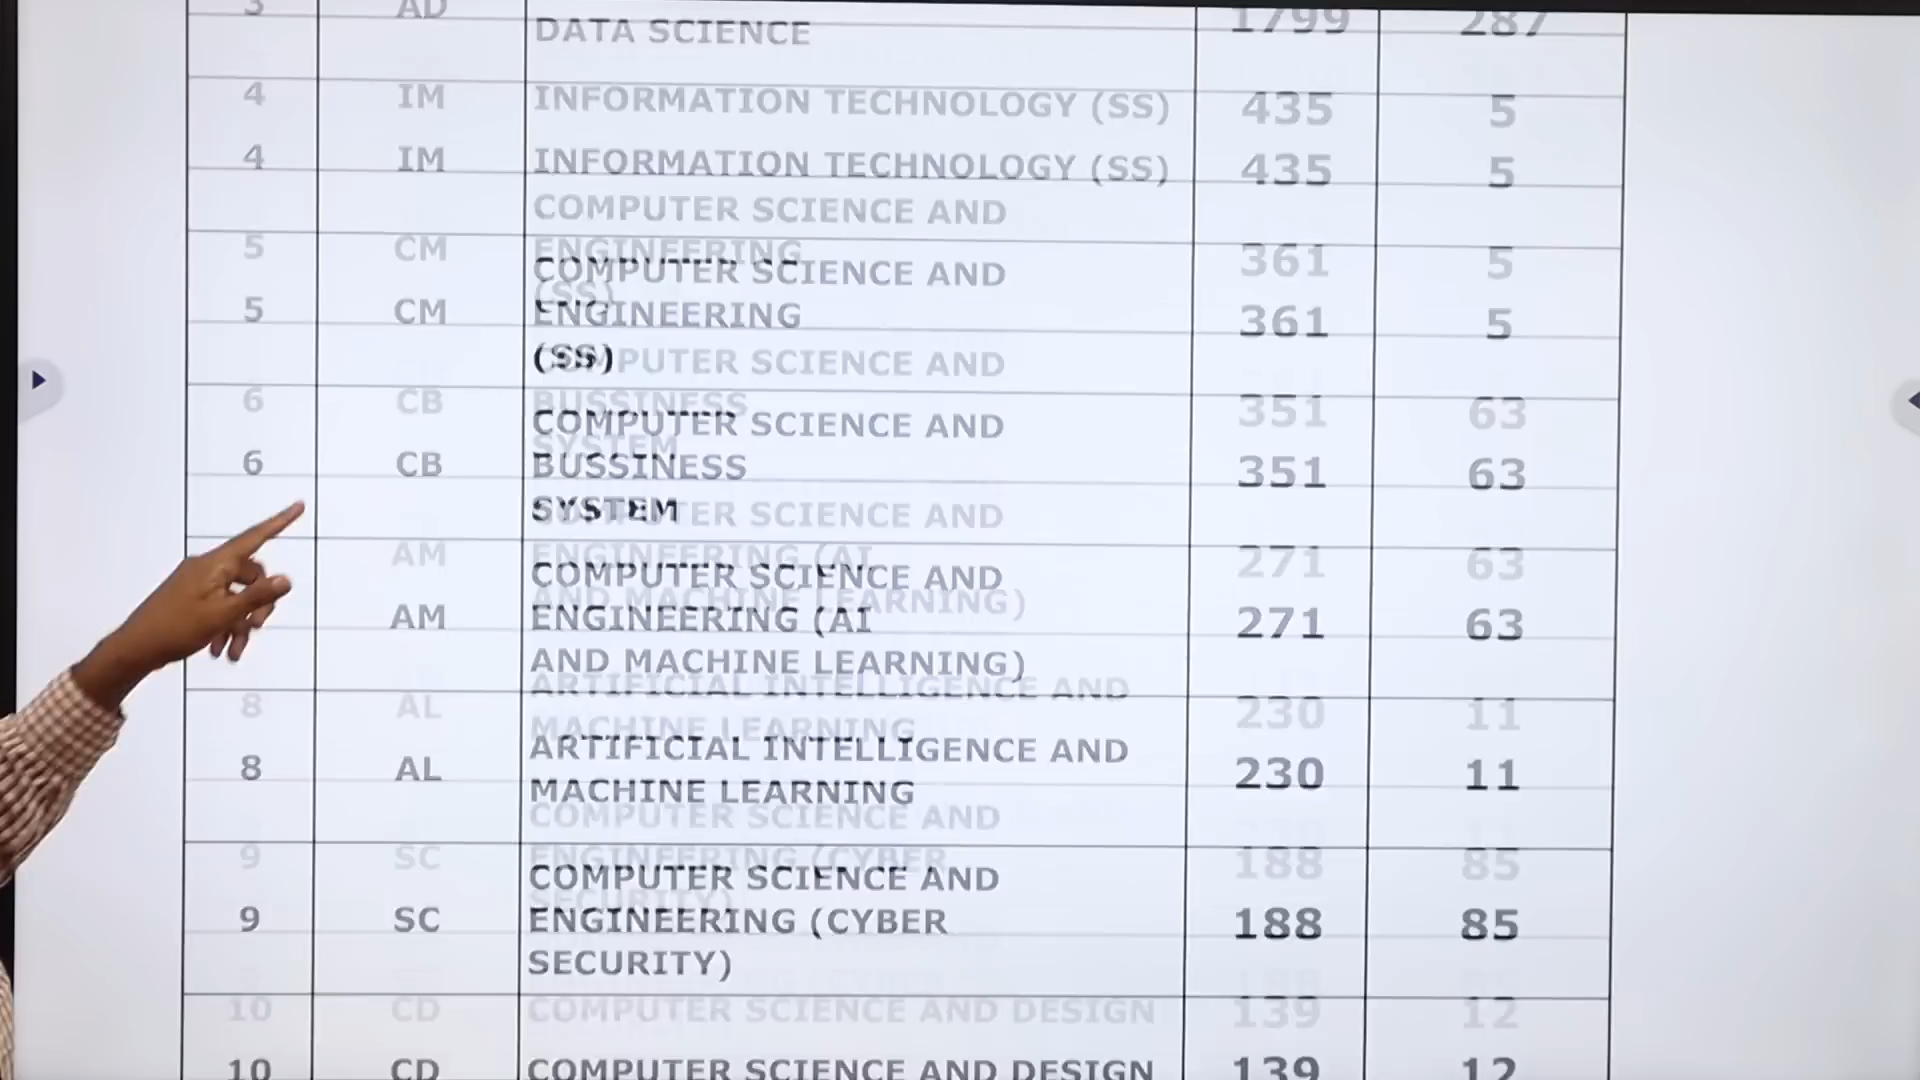 3 AD DATA SCIENCE 1799 287
4 IM INFORMATION TECHNOLOGY (SS) 435 5
4 IM INFORMATION TECHNOLOGY (SS) 435 5
COMPUTER SCIENCE AND
5 CM ENGINEERING 361 5
(SS)
COMPUTER SCIENCE AND
5 CM ENGINEERING 361 5
(SS)
COMPUTER SCIENCE AND
6 CB BUSSINESS 351 63
SYSTEM
COMPUTER SCIENCE AND
6 CB BUSSINESS 351 63
SYSTEM
COMPUTER SCIENCE AND
AM ENGINEERING (AI 271 63
AND MACHINE LEARNING)
COMPUTER SCIENCE AND
AM ENGINEERING (AI 271 63
AND MACHINE LEARNING)
ARTIFICIAL INTELLIGENCE AND
8 AL MACHINE LEARNING 230 11
ARTIFICIAL INTELLIGENCE AND
8 AL MACHINE LEARNING 230 11
COMPUTER SCIENCE AND
9 SC ENGINEERING (CYBER 188 85
SECURITY)
COMPUTER SCIENCE AND
9 SC ENGINEERING (CYBER 188 85
SECURITY)
10 CD COMPUTER SCIENCE AND DESIGN 139 12
10 CD COMPUTER SCIENCE AND DESIGN 139 12